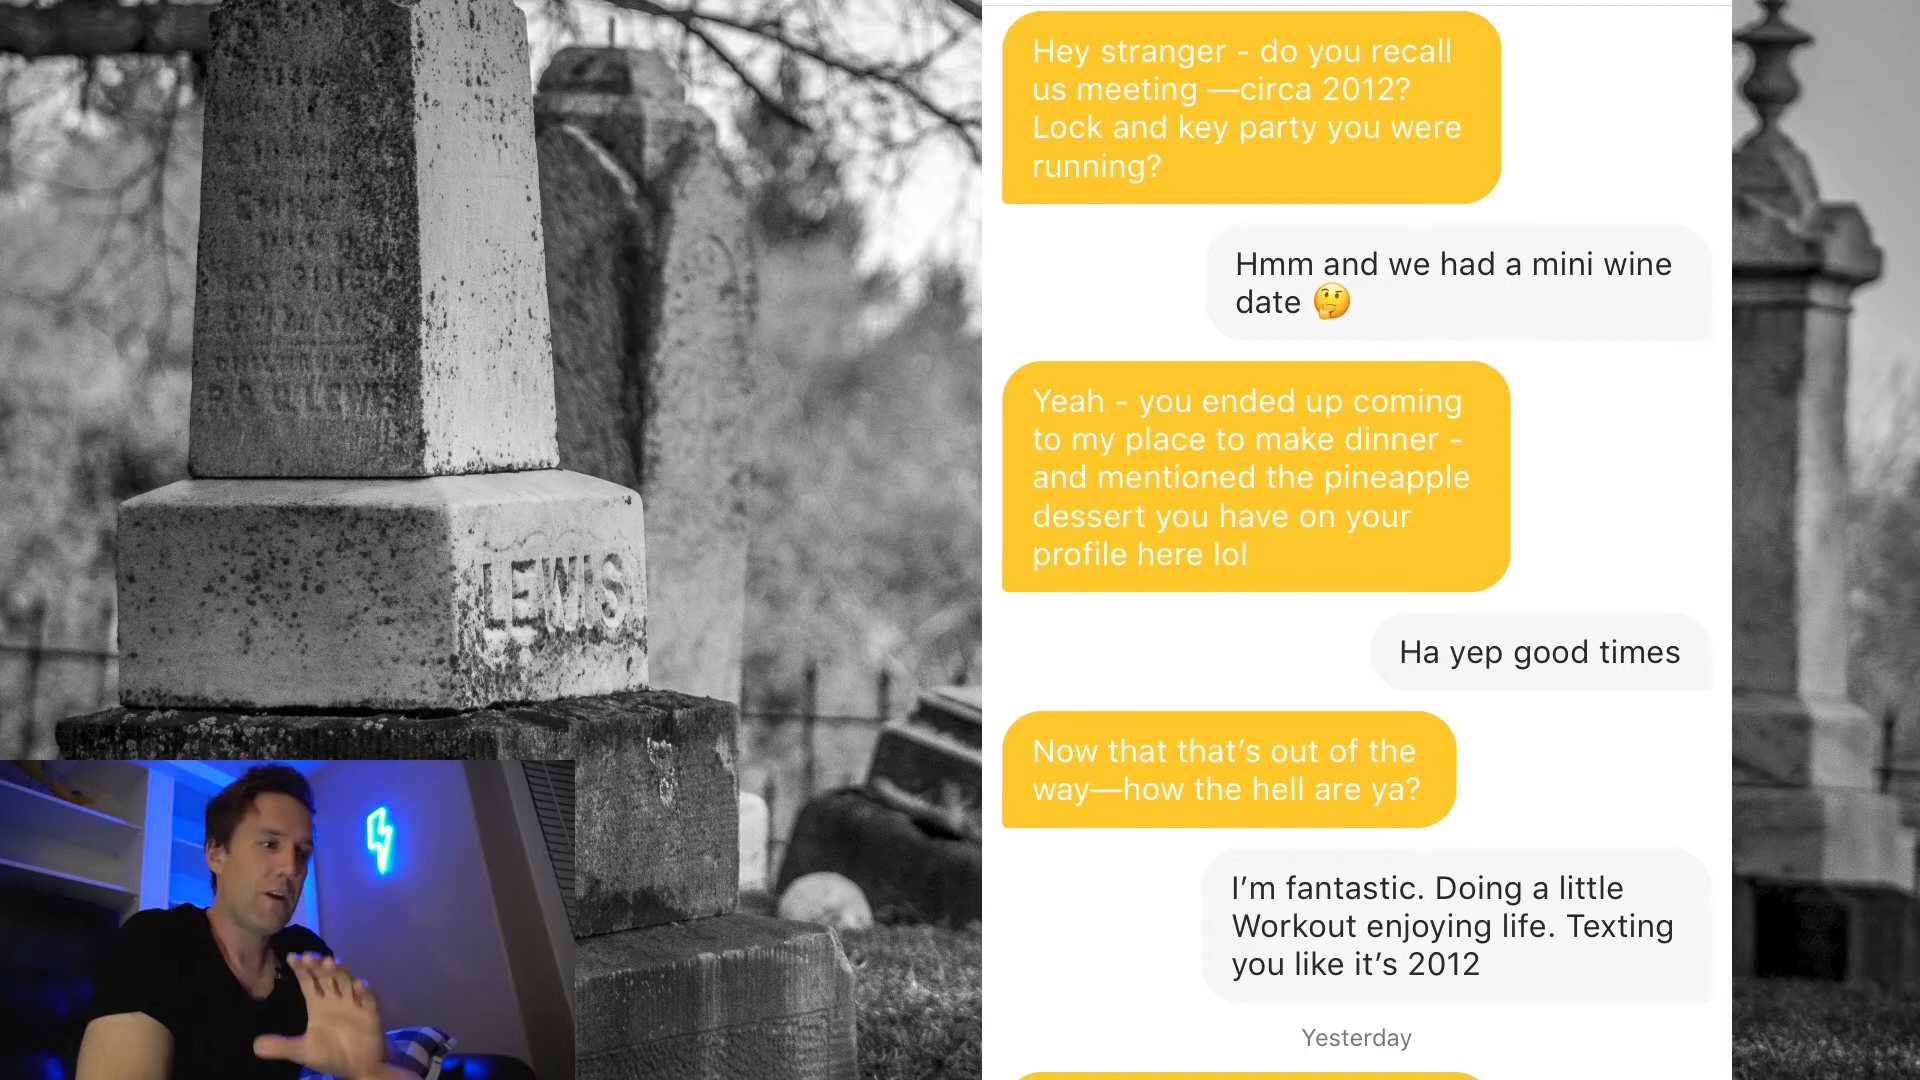 Hey stranger - do you recall
us meeting —circa 2012?
Lock and key party you were
running?
Hmm and we had a mini wine
date 🤔
Yeah - you ended up coming
to my place to make dinner -
and mentioned the pineapple
dessert you have on your
profile here lol
Ha yep good times
Now that that’s out of the
way—how the hell are ya?
I’m fantastic. Doing a little
Workout enjoying life. Texting
you like it’s 2012
Yesterday
LEWIS